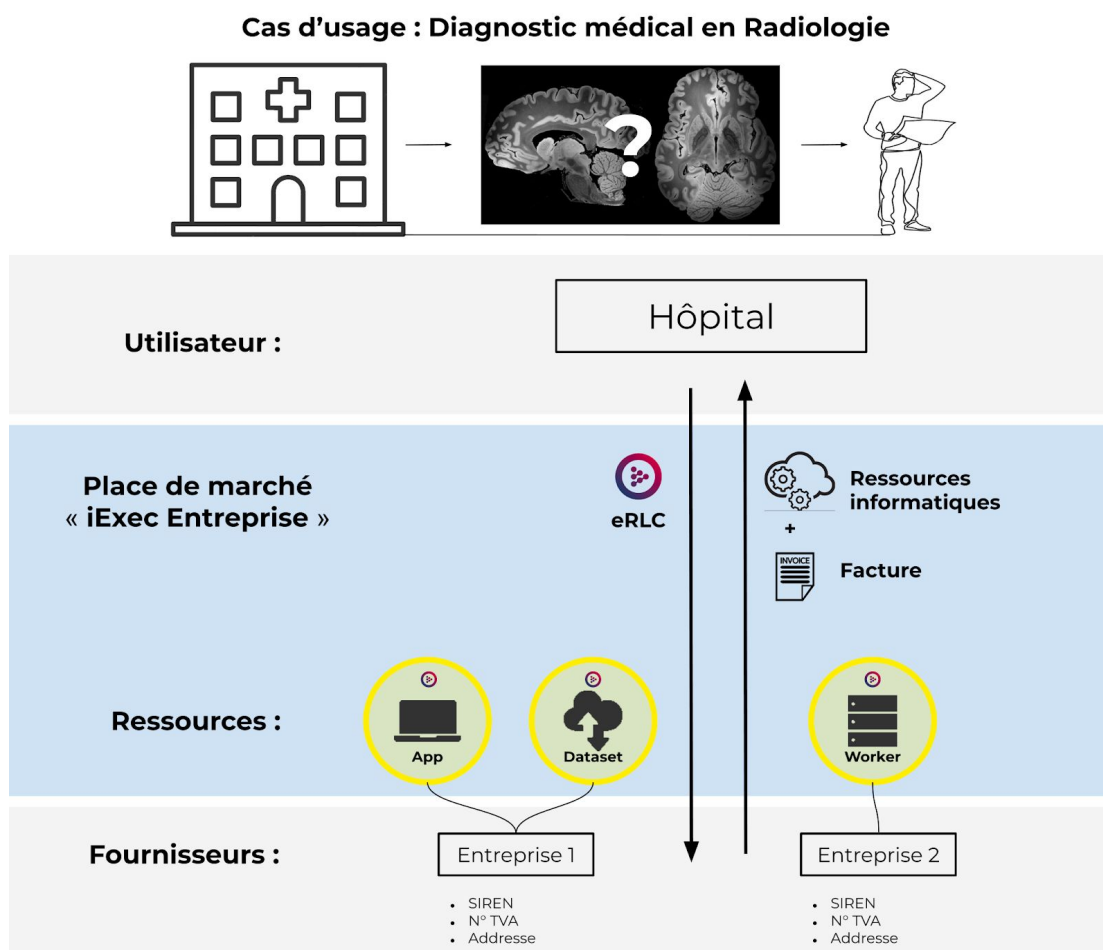 Cas d’usage : Diagnostic médical en Radiologie
?
Utilisateur :
Hôpital
Place de marché
« iExec Entreprise »
eRLC
Ressources
informatiques
+
INVOICE
Facture
Ressources :
App
Dataset
Worker
Fournisseurs :
Entreprise 1
Entreprise 2
• SIREN
• N° TVA
• Addresse
• SIREN
• N° TVA
• Addresse